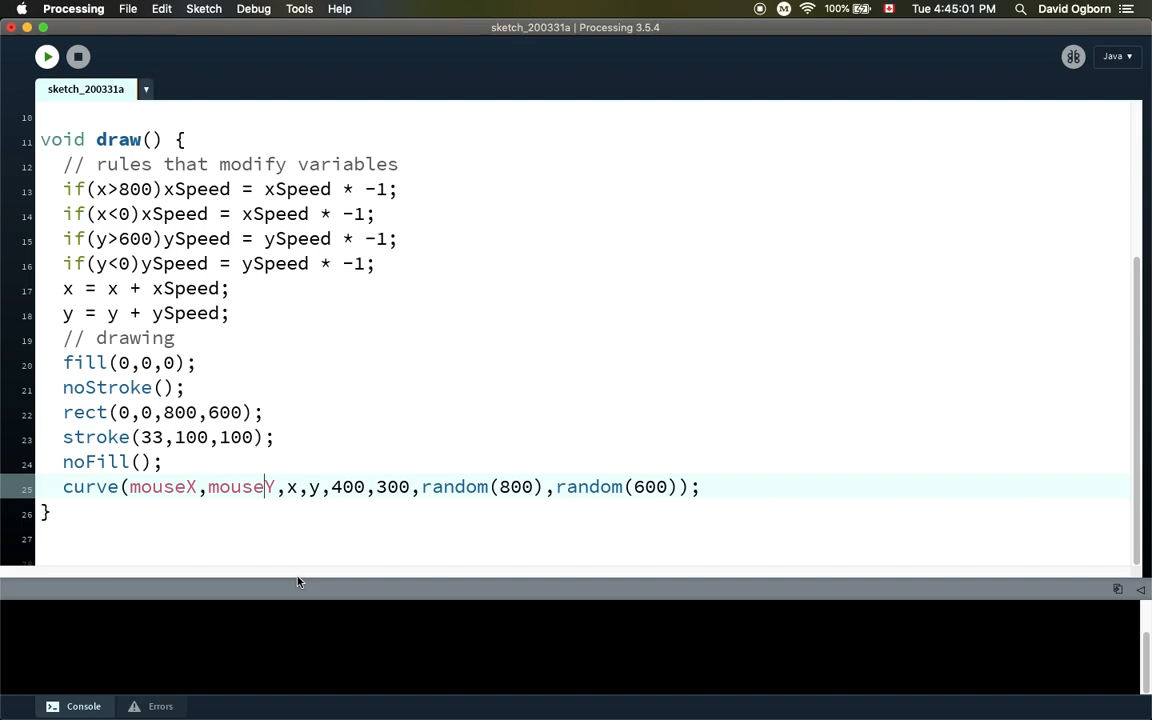 Processing File Edit Sketch Debug Tools Help M 100% Tue 4:45:01 PM David Ogborn
sketch_200331a | Processing 3.5.4
Java ▾
sketch_200331a ▾
10
11 void draw() {
12 // rules that modify variables
13 if(x>800)xSpeed = xSpeed * -1;
14 if(x<0)xSpeed = xSpeed * -1;
15 if(y>600)ySpeed = ySpeed * -1;
16 if(y<0)ySpeed = ySpeed * -1;
17 x = x + xSpeed;
18 y = y + ySpeed;
19 // drawing
20 fill(0,0,0);
21 noStroke();
22 rect(0,0,800,600);
23 stroke(33,100,100);
24 noFill();
25 curve(mouseX,mouseY,x,y,400,300,random(800),random(600));
26 }
27
Console Errors